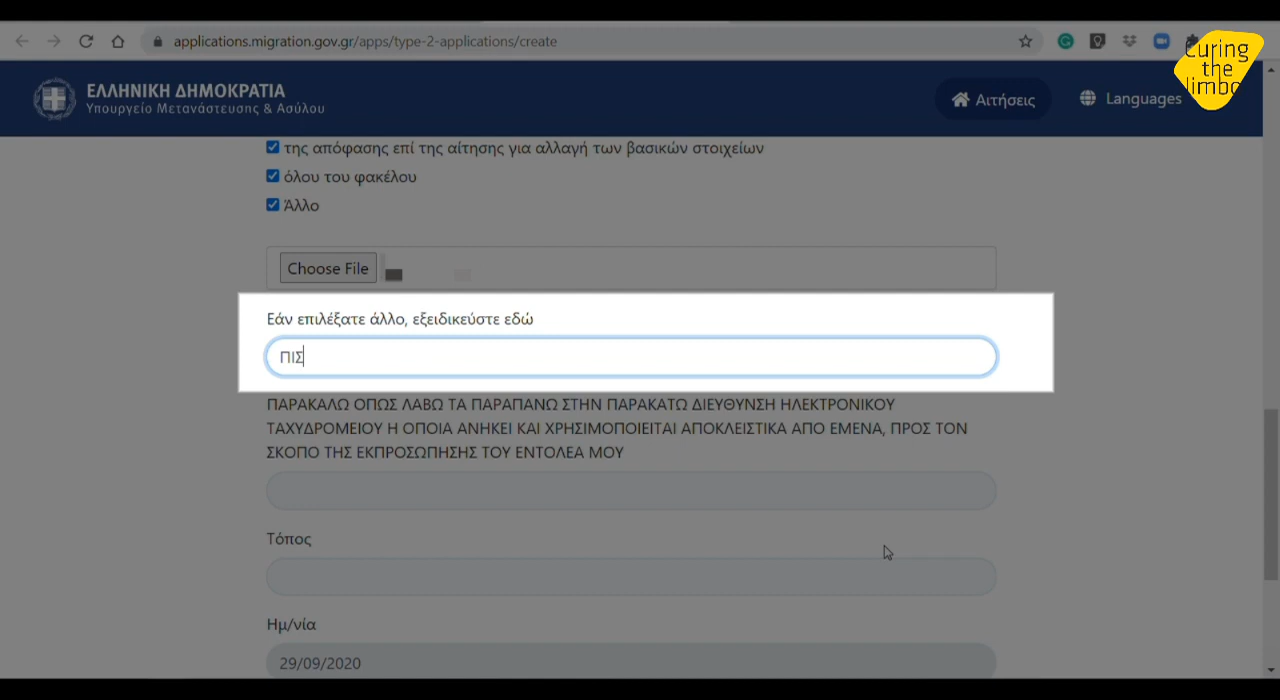 applications.migration.gov.gr/apps/type-2-applications/create
Curing
the
limbo
ΕΛΛΗΝΙΚΗ ΔΗΜΟΚΡΑΤΙΑ
Υπουργείο Μετανάστευσης & Ασύλου
Αιτήσεις
Languages
της απόφασης επί της αίτησης για αλλαγή των βασικών στοιχείων
όλου του φακέλου
Άλλο
Choose File
Εάν επιλέξατε άλλο, εξειδικεύστε εδώ
ΠΙΣ
ΠΑΡΑΚΑΛΩ ΟΠΩΣ ΛΑΒΩ ΤΑ ΠΑΡΑΠΑΝΩ ΣΤΗΝ ΠΑΡΑΚΑΤΩ ΔΙΕΥΘΥΝΣΗ ΗΛΕΚΤΡΟΝΙΚΟΥ
ΤΑΧΥΔΡΟΜΕΙΟΥ Η ΟΠΟΙΑ ΑΝΗΚΕΙ ΚΑΙ ΧΡΗΣΙΜΟΠΟΙΕΙΤΑΙ ΑΠΟΚΛΕΙΣΤΙΚΑ ΑΠΟ ΕΜΕΝΑ, ΠΡΟΣ ΤΟΝ
ΣΚΟΠΟ ΤΗΣ ΕΚΠΡΟΣΩΠΗΣΗΣ ΤΟΥ ΕΝΤΟΛΕΑ ΜΟΥ
Τόπος
Ημ/νία
29/09/2020